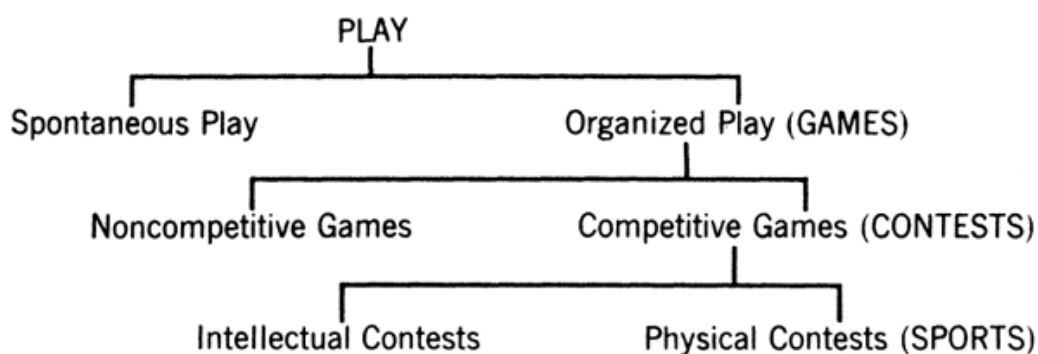 PLAY
Spontaneous Play Organized Play (GAMES)
Noncompetitive Games Competitive Games (CONTESTS)
Intellectual Contests Physical Contests (SPORTS)